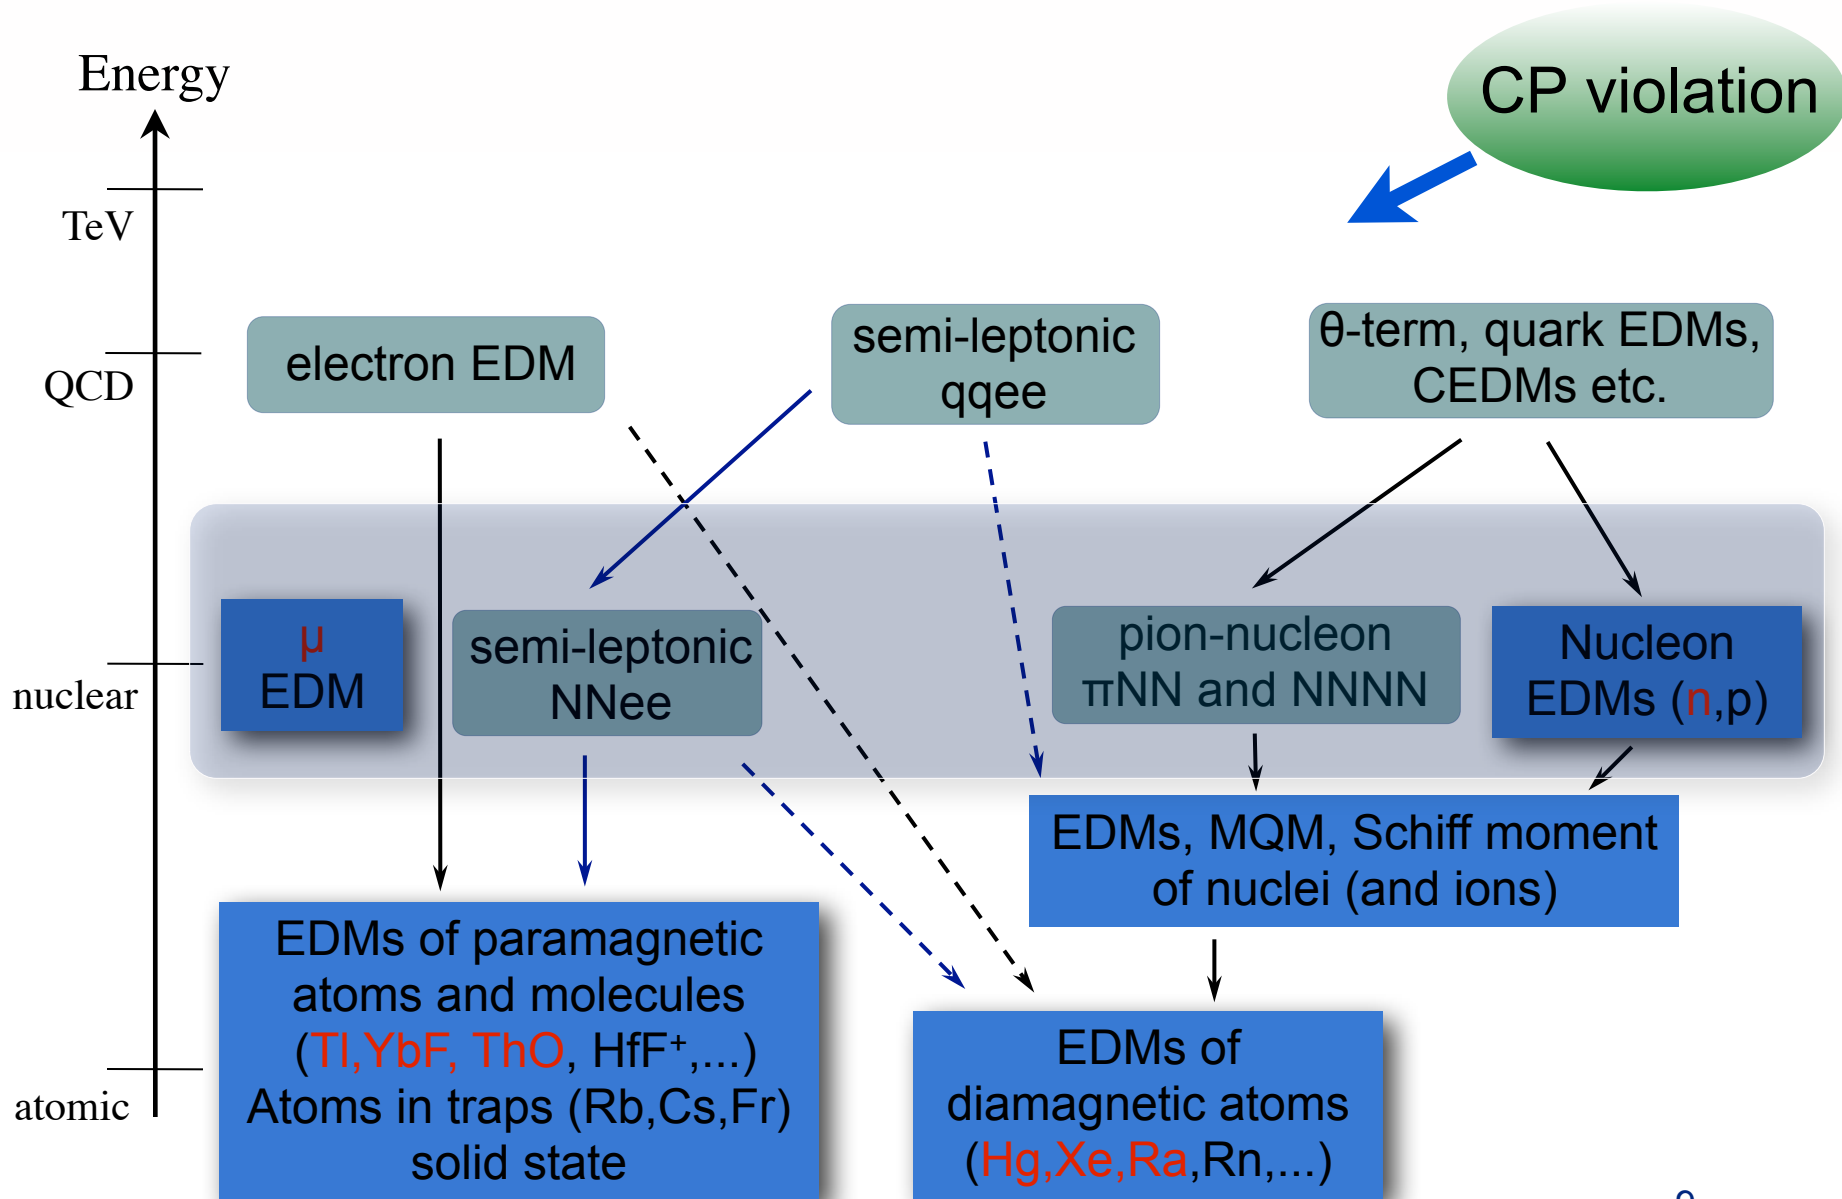 Energy
CP violation
TeV
QCD
nuclear
atomic
electron EDM
semi-leptonic
qqee
θ-term, quark EDMs,
CEDMs etc.
μ
EDM
semi-leptonic
NNee
pion-nucleon
πNN and NNNN
Nucleon
EDMs (n,p)
EDMs, MQM, Schiff moment
of nuclei (and ions)
EDMs of paramagnetic
atoms and molecules
(Tl,YbF, ThO, HfF⁺,...)
Atoms in traps (Rb,Cs,Fr)
solid state
EDMs of
diamagnetic atoms
(Hg,Xe,Ra,Rn,...)